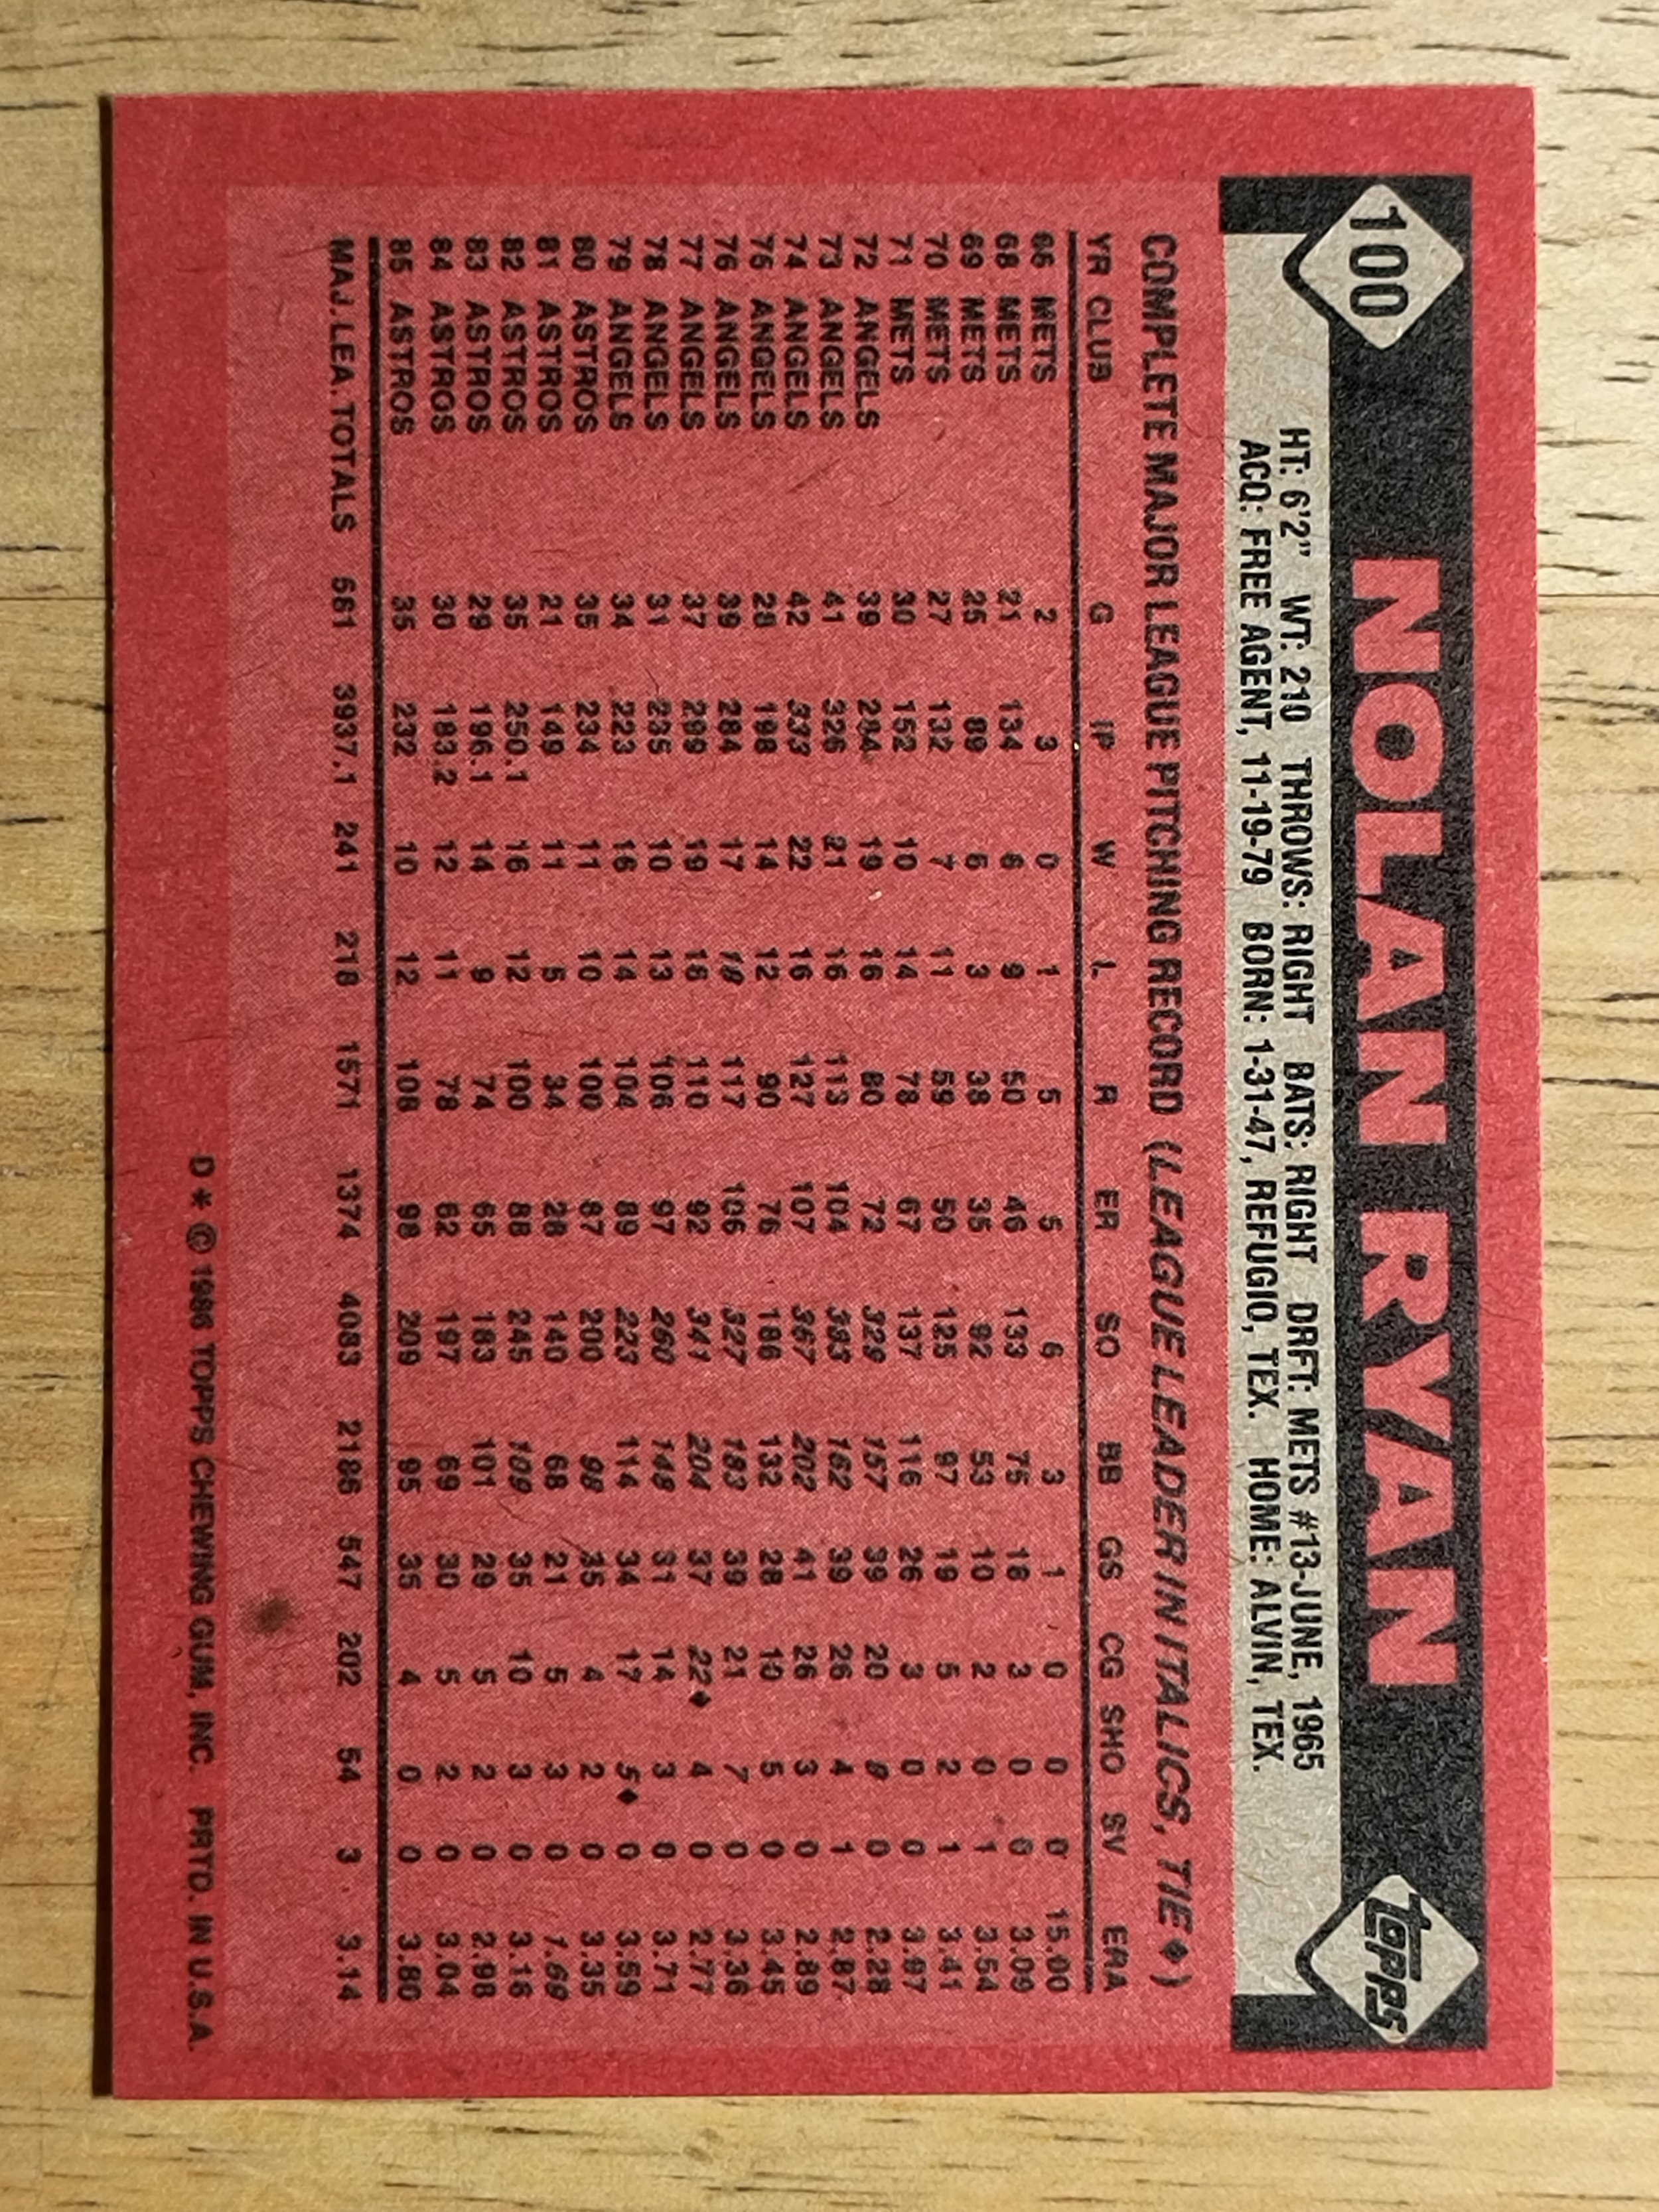 100 NOLAN RYAN topps
HT: 6'2" WT: 210 THROWS: RIGHT BATS: RIGHT DRFT: METS #13-JUNE, 1965
ACQ: FREE AGENT, 11-19-79 BORN: 1-31-47, REFUGIO, TEX. HOME: ALVIN, TEX.
COMPLETE MAJOR LEAGUE PITCHING RECORD (LEAGUE LEADER IN ITALICS, TIE ♦)
YR CLUB G IP W L R ER SO BB GS CG SHO SV ERA
66 METS 2 3 0 1 5 5 6 3 1 0 0 0 15.00
68 METS 21 134 6 9 50 46 133 75 18 3 0 0 3.09
69 METS 25 89 6 3 38 35 92 53 10 2 0 1 3.54
70 METS 27 132 7 11 59 50 125 97 19 5 2 1 3.41
71 METS 30 152 10 14 78 67 137 116 26 3 0 0 3.97
72 ANGELS 39 284 19 16 80 72 329 157 39 20 9 0 2.28
73 ANGELS 41 326 21 16 113 104 383 162 39 26 4 1 2.87
74 ANGELS 42 333 22 16 127 107 367 202 41 26 3 0 2.89
75 ANGELS 28 198 14 12 90 76 186 132 28 10 5 0 3.45
76 ANGELS 39 284 17 18 117 106 327 183 39 21 7 0 3.36
77 ANGELS 37 299 19 16 110 92 341 204 37 22♦ 4 0 2.77
78 ANGELS 31 235 10 13 106 97 260 148 31 14 3 0 3.71
79 ANGELS 34 223 16 14 104 89 223 114 34 17 5♦ 0 3.59
80 ASTROS 35 234 11 10 100 87 200 98 35 4 2 0 3.35
81 ASTROS 21 149 11 5 34 28 140 68 21 5 3 0 1.69
82 ASTROS 35 250.1 16 12 100 88 245 109 35 10 3 0 3.16
83 ASTROS 29 196.1 14 9 74 65 183 101 29 5 2 0 2.98
84 ASTROS 30 183.2 12 11 78 62 197 69 30 5 2 0 3.04
85 ASTROS 35 232 10 12 108 98 209 95 35 4 0 0 3.80
MAJ. LEA. TOTALS 561 3937.1 241 218 1571 1374 4083 2186 547 202 54 3 3.14
D * © 1986 TOPPS CHEWING GUM, INC. PRTD. IN U.S.A.